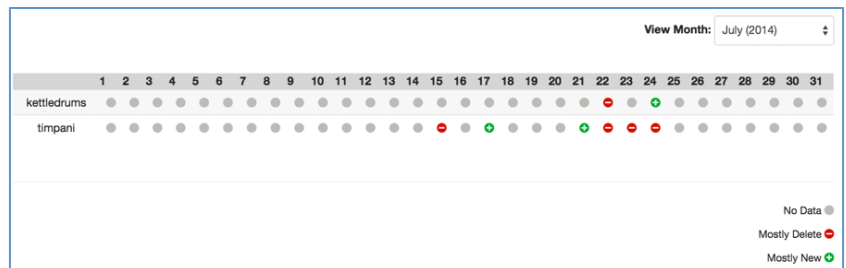 View Month: July (2014)
1 2 3 4 5 6 7 8 9 10 11 12 13 14 15 16 17 18 19 20 21 22 23 24 25 26 27 28 29 30 31
kettledrums
timpani
No Data
Mostly Delete
Mostly New